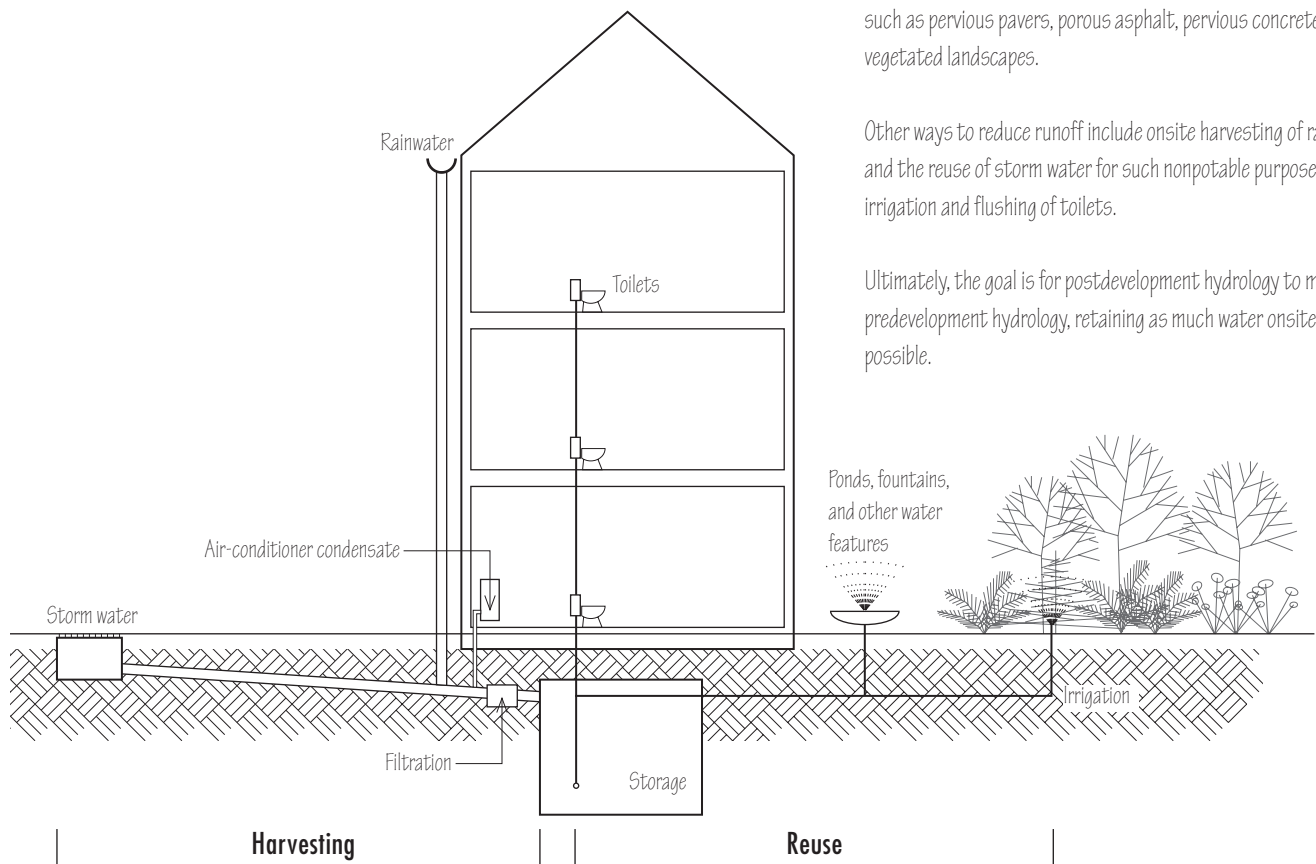 such as pervious pavers, porous asphalt, pervious concrete
vegetated landscapes.
Other ways to reduce runoff include onsite harvesting of
and the reuse of storm water for such nonpotable
irrigation and flushing of toilets.
Ultimately, the goal is for postdevelopment hydrology to
predevelopment hydrology, retaining as much water onsite
possible.
Rainwater
Toilets
Ponds, fountains,
and other water
features
Air-conditioner condensate
Storm water
Irrigation
Filtration
Storage
Harvesting
Reuse